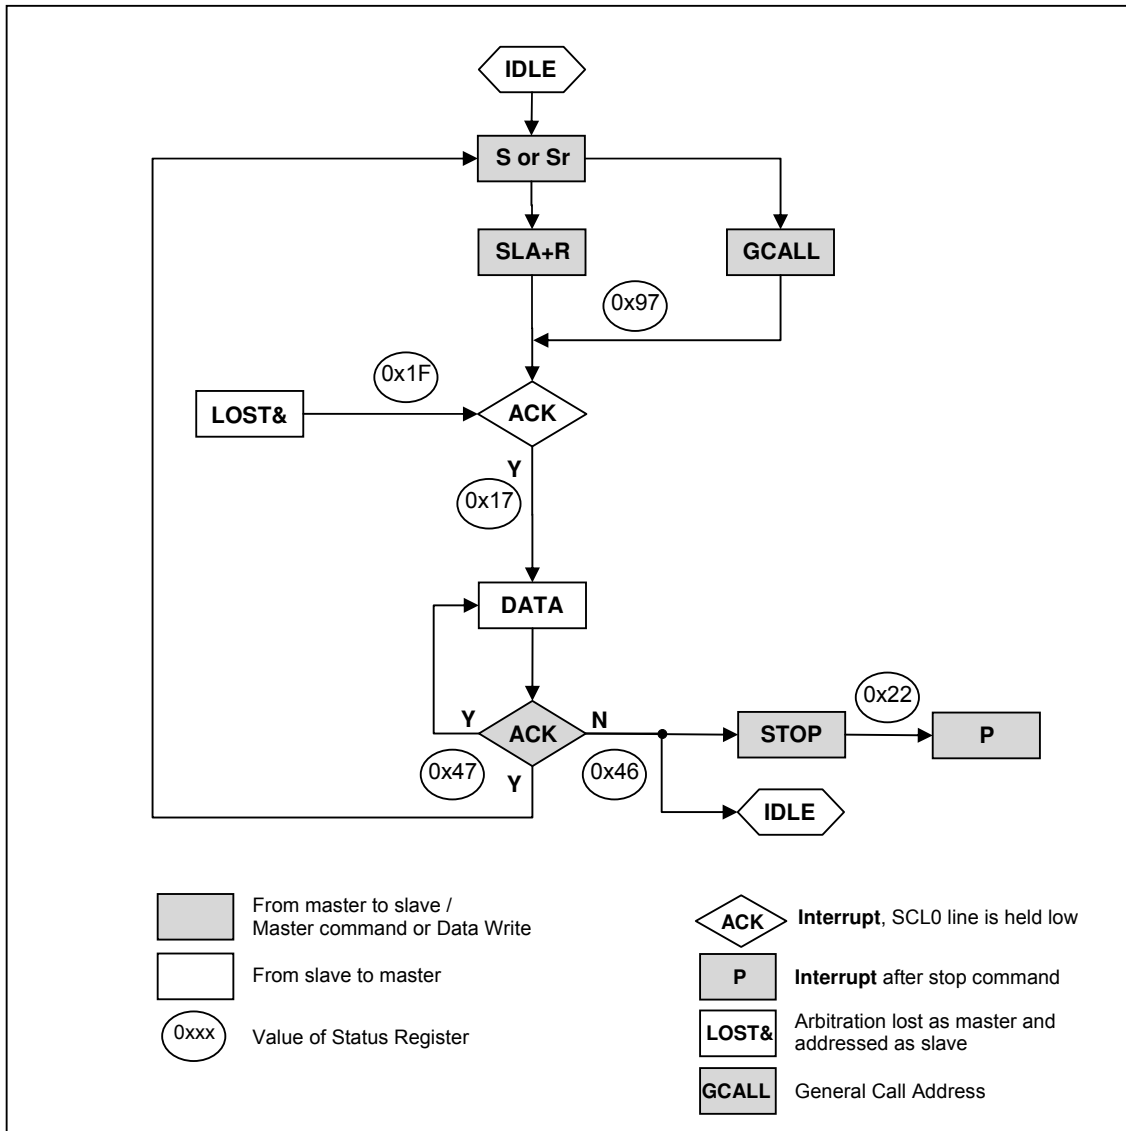 IDLE
S or Sr
SLA+R
GCALL
0x97
0x1F
LOST&
ACK
Y
0x17
DATA
0x22
Y
ACK
N
STOP
P
0x47
Y
0x46
IDLE
From master to slave /
Master command or Data Write
From slave to master
0xxx
Value of Status Register
ACK
Interrupt, SCL0 line is held low
P
Interrupt after stop command
LOST&
Arbitration lost as master and
addressed as slave
GCALL
General Call Address